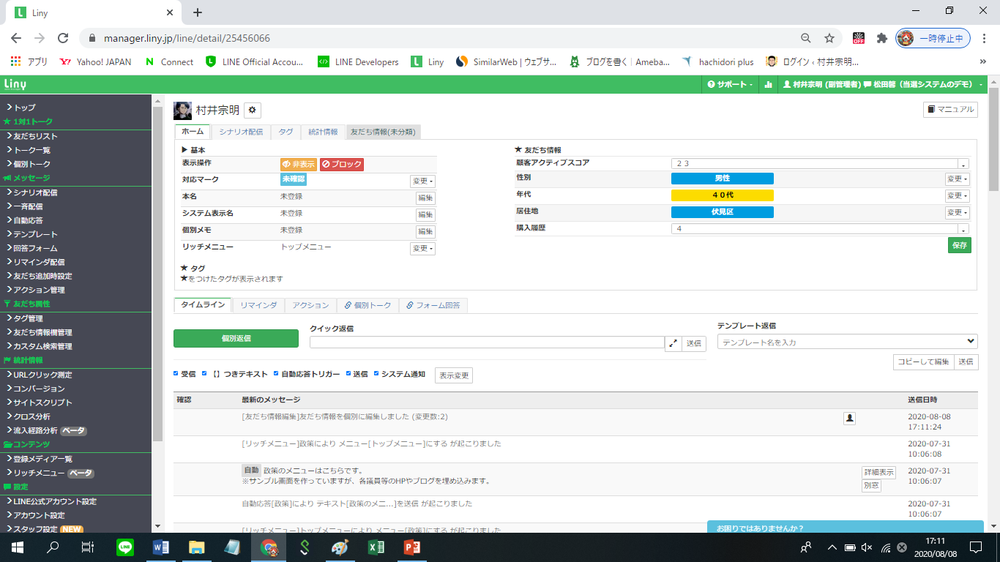 Liny
manager.liny.jp/line/detail/25456066
OFF
一時停止中
アプリ
Yahoo! JAPAN
Connect
LINE Official Accou...
LINE Developers
Liny
SimilarWeb | ウェブサ...
ブログを書く｜Ameba...
hachidori plus
ログイン ‹ 村井宗明...
Liny
サポート
村井宗明 (副管理者) 松田馨（当選システムのデモ）
トップ
1対1トーク
友だちリスト
トーク一覧
個別トーク
メッセージ
シナリオ配信
一斉配信
自動応答
テンプレート
回答フォーム
リマインダ配信
友だち追加時設定
アクション管理
友だち属性
タグ管理
友だち情報欄管理
カスタム検索管理
統計情報
URLクリック測定
コンバージョン
サイトスクリプト
クロス分析
流入経路分析 ベータ
コンテンツ
登録メディア一覧
リッチメニュー ベータ
設定
LINE公式アカウント設定
アカウント設定
スタッフ設定 NEW
村井宗明
マニュアル
ホーム シナリオ配信 タグ 統計情報 友だち情報(未分類)
▶ 基本
表示操作 非表示 ブロック
対応マーク 未確認 変更
本名 未登録 編集
システム表示名 未登録 編集
個別メモ 未登録 編集
リッチメニュー トップメニュー 変更
★ タグ
★をつけたタグが表示されます
★ 友だち情報
顧客アクティブスコア ２３
性別 男性 変更
年代 ４０代 変更
居住地 伏見区 変更
購入履歴 ４
保存
タイムライン リマインダ アクション 個別トーク フォーム回答
個別返信
クイック返信
送信
テンプレート返信
テンプレート名を入力
コピーして編集 送信
受信 【】つきテキスト 自動応答トリガー 送信 システム通知 表示変更
確認 最新のメッセージ 送信日時
[友だち情報編集]友だち情報を個別に編集しました (変更数:2) 2020-08-08
17:11:24
[リッチメニュー]政策により メニュー[トップメニュー]にする が起こりました 2020-07-31
10:06:08
自動 政策のメニューはこちらです。 詳細表示 2020-07-31
※サンプル画面を作っていますが、各議員等のHPやブログを埋め込みます。 別窓 10:06:07
自動応答[政策]により テキスト[政策のメニ...]を送信 が起こりました 2020-07-31
10:06:07
[リッチメニュー]トップメニューにより メニュー[政策]にする が起こりました
お困りではありませんか？
17:11
2020/08/08